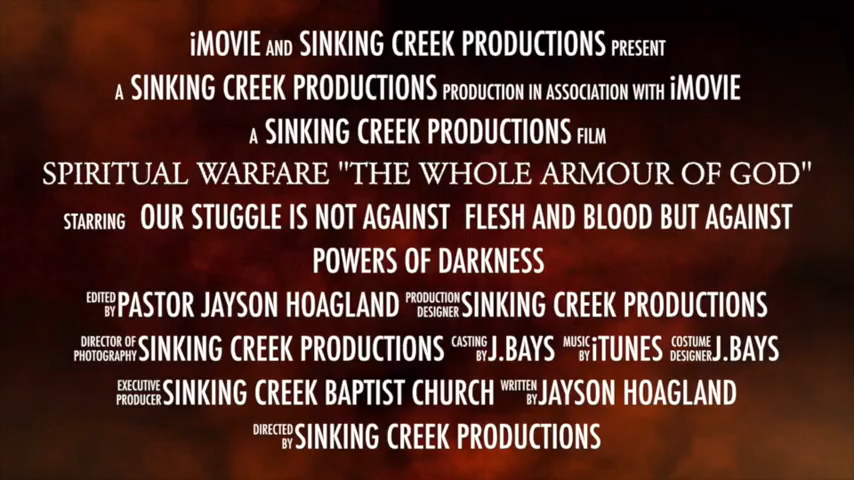 iMOVIE AND SINKING CREEK PRODUCTIONS PRESENT
A SINKING CREEK PRODUCTIONS PRODUCTION IN ASSOCIATION WITH iMOVIE
A SINKING CREEK PRODUCTIONS FILM
SPIRITUAL WARFARE "THE WHOLE ARMOUR OF GOD"
STARRING OUR STUGGLE IS NOT AGAINST FLESH AND BLOOD BUT AGAINST
POWERS OF DARKNESS
EDITED BY PASTOR JAYSON HOAGLAND PRODUCTION DESIGNER SINKING CREEK PRODUCTIONS
DIRECTOR OF PHOTOGRAPHY SINKING CREEK PRODUCTIONS CASTING BY J.BAYS MUSIC BY iTUNES COSTUME DESIGNER J.BAYS
EXECUTIVE PRODUCER SINKING CREEK BAPTIST CHURCH WRITTEN BY JAYSON HOAGLAND
DIRECTED BY SINKING CREEK PRODUCTIONS